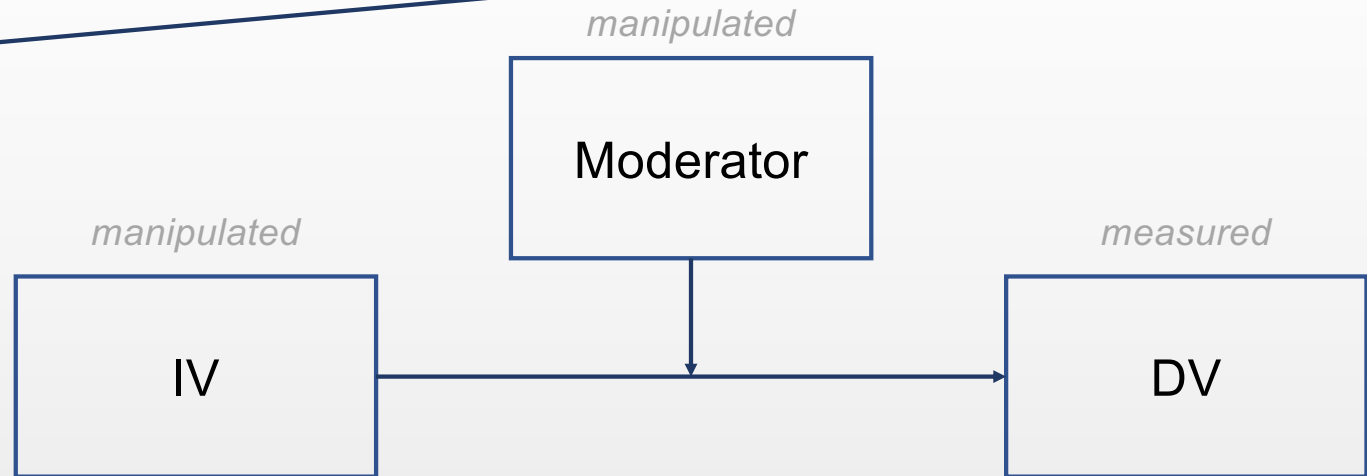 manipulated
Moderator
manipulated
measured
IV
DV